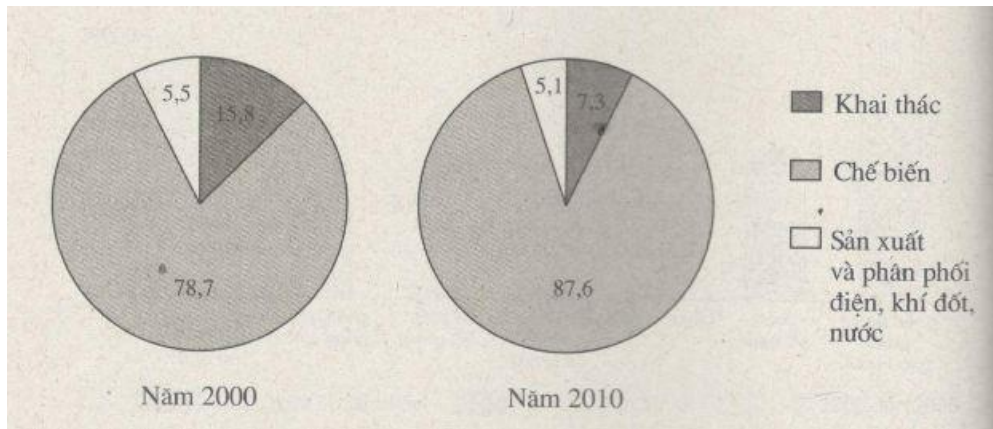 5,5
15,8
78,7
Năm 2000
5,1
7,3
87,6
Năm 2010
Khai thác
Chế biến
Sản xuất
và phân phối
điện, khí đốt,
nước